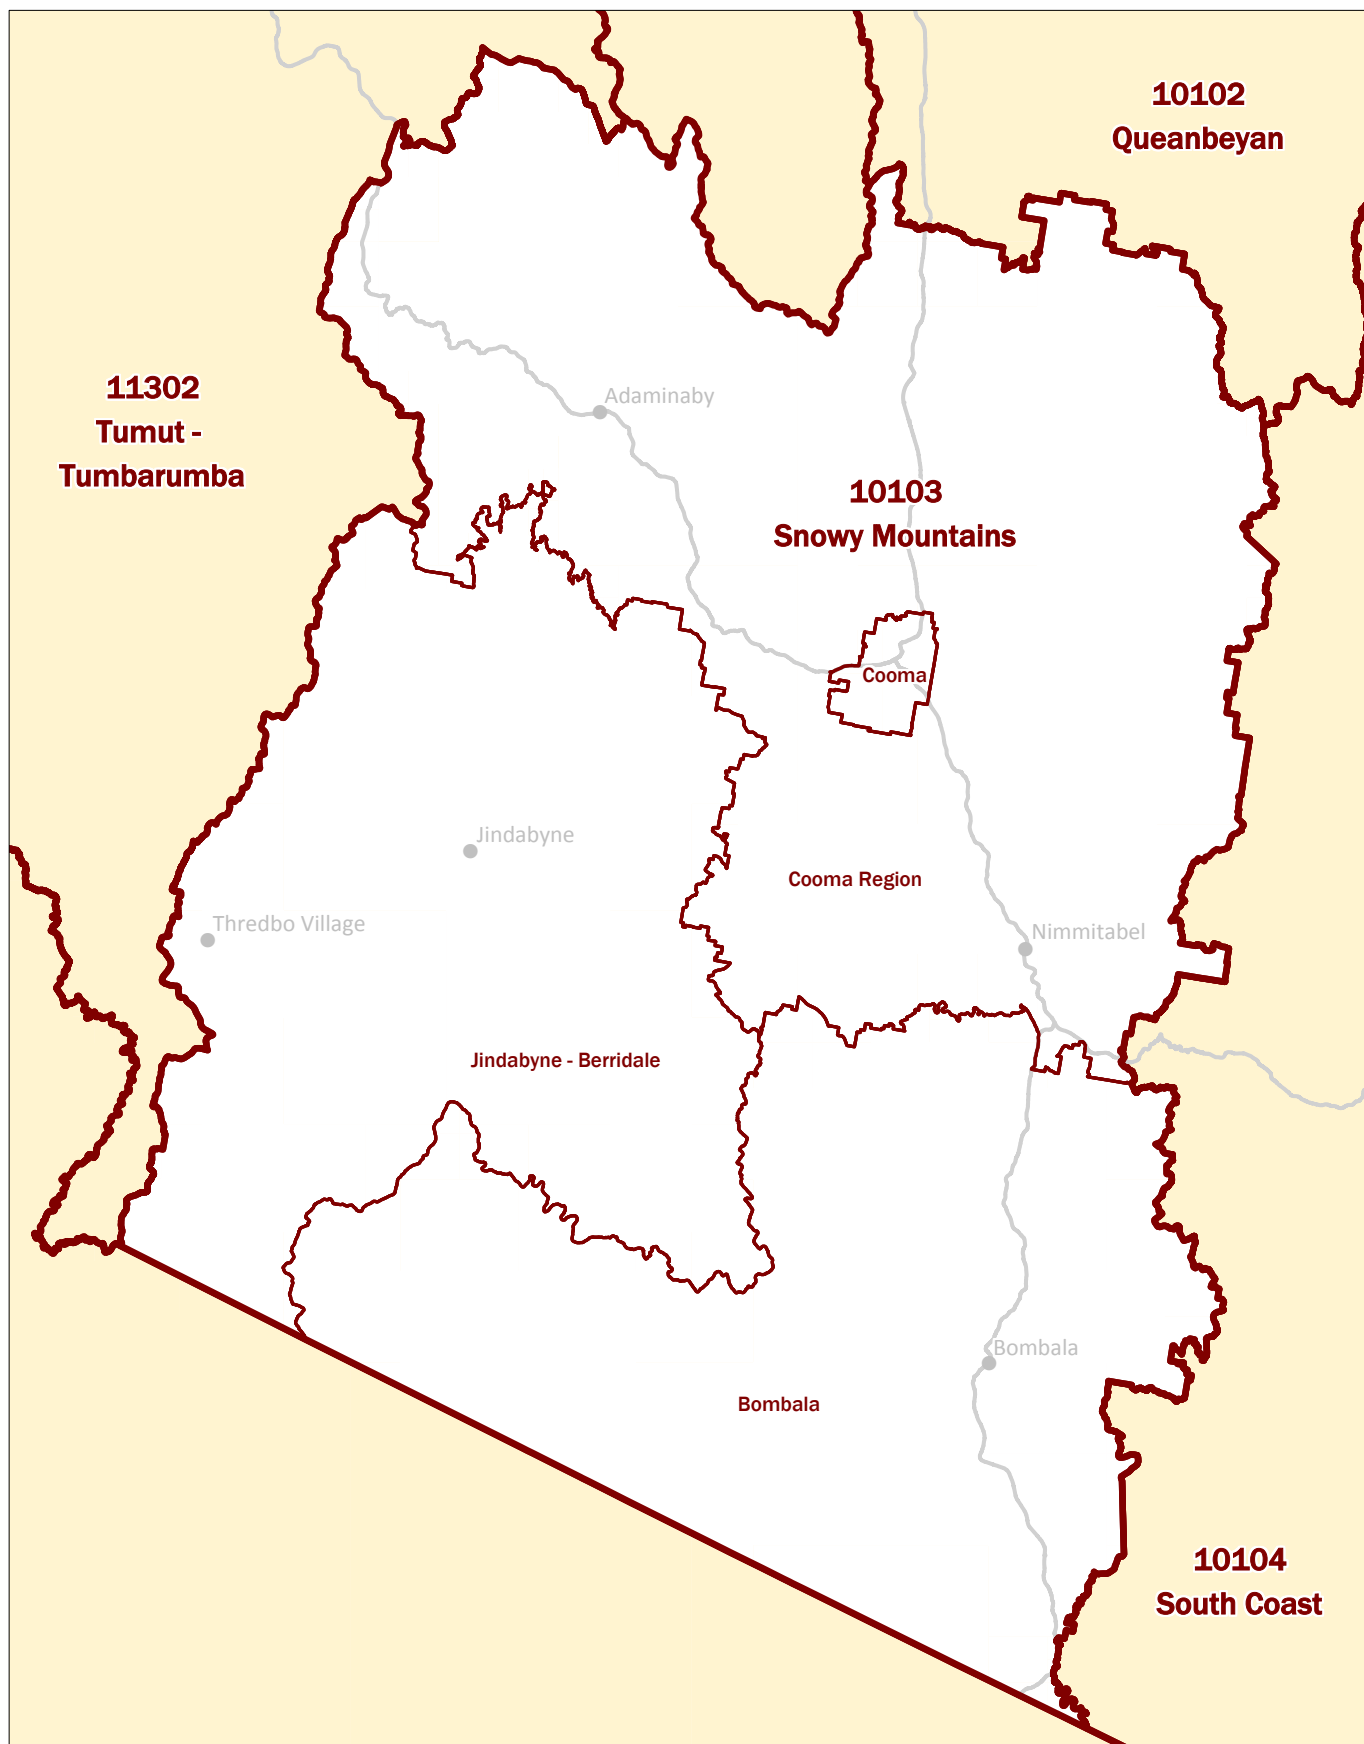 10102
Queanbeyan
11302
Tumut -
Tumbarumba
Adaminaby
10103
Snowy Mountains
Cooma
Jindabyne
Cooma Region
Thredbo Village
Nimmitabel
Jindabyne - Berridale
Bombala
Bombala
10104
South Coast